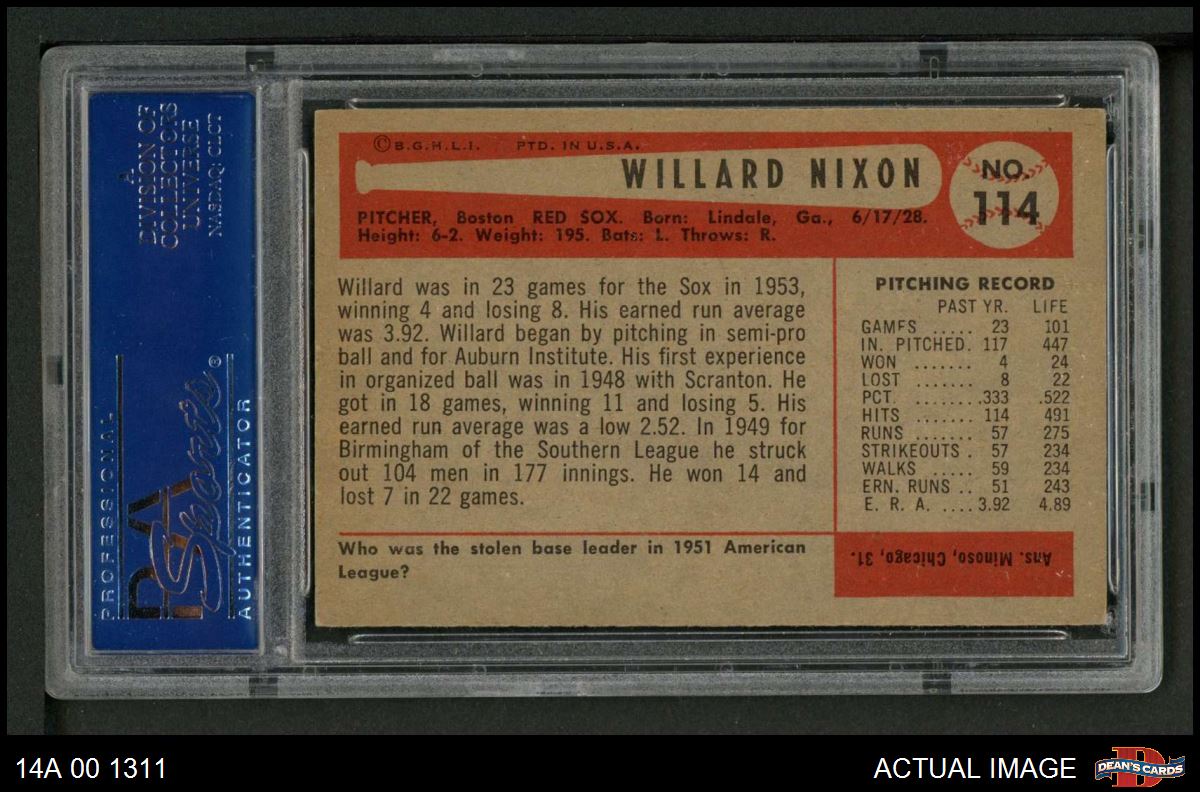 A
DIVISION OF
COLLECTORS
UNIVERSE
NASDAQ: CLCT
PROFESSIONAL
PSA
Sports®
AUTHENTICATOR
©B.G.H.L.I. PTD. IN U.S.A.
WILLARD NIXON
NO.
114
PITCHER, Boston RED SOX. Born: Lindale, Ga., 6/17/28.
Height: 6-2. Weight: 195. Bats: L. Throws: R.
Willard was in 23 games for the Sox in 1953,
winning 4 and losing 8. His earned run average
was 3.92. Willard began by pitching in semi-pro
ball and for Auburn Institute. His first experience
in organized ball was in 1948 with Scranton. He
got in 18 games, winning 11 and losing 5. His
earned run average was a low 2.52. In 1949 for
Birmingham of the Southern League he struck
out 104 men in 177 innings. He won 14 and
lost 7 in 22 games.
PITCHING RECORD
PAST YR. LIFE
GAMES ..... 23 101
IN. PITCHED. 117 447
WON ....... 4 24
LOST ....... 8 22
PCT. ........ .333 .522
HITS ....... 114 491
RUNS ....... 57 275
STRIKEOUTS . 57 234
WALKS ..... 59 234
ERN. RUNS .. 51 243
E. R. A. .... 3.92 4.89
Who was the stolen base leader in 1951 American
League?
Ans. Minoso, Chicago, 31.
14A 00 1311
ACTUAL IMAGE
DEAN'S CARDS